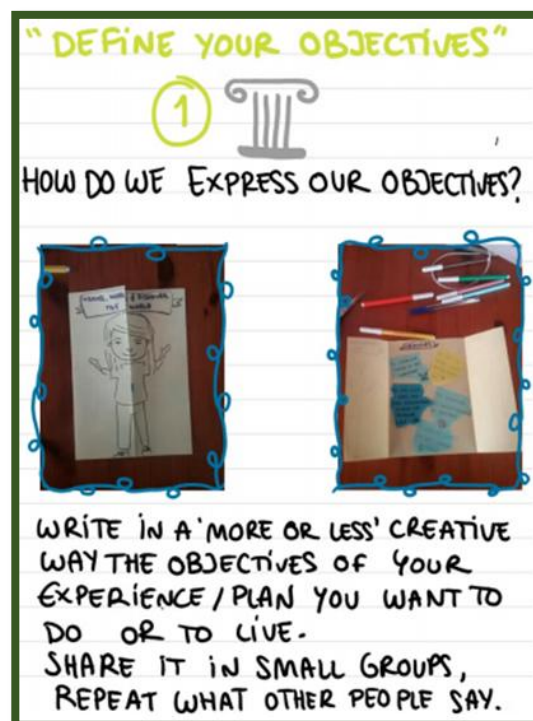 "DEFINE YOUR OBJECTIVES"
1
HOW DO WE EXPRESS OUR OBJECTIVES?
WRITE IN A 'MORE OR LESS' CREATIVE
WAY THE OBJECTIVES OF YOUR
EXPERIENCE / PLAN YOU WANT TO
DO OR TO LIVE.
SHARE IT IN SMALL GROUPS,
REPEAT WHAT OTHER PEOPLE SAY.